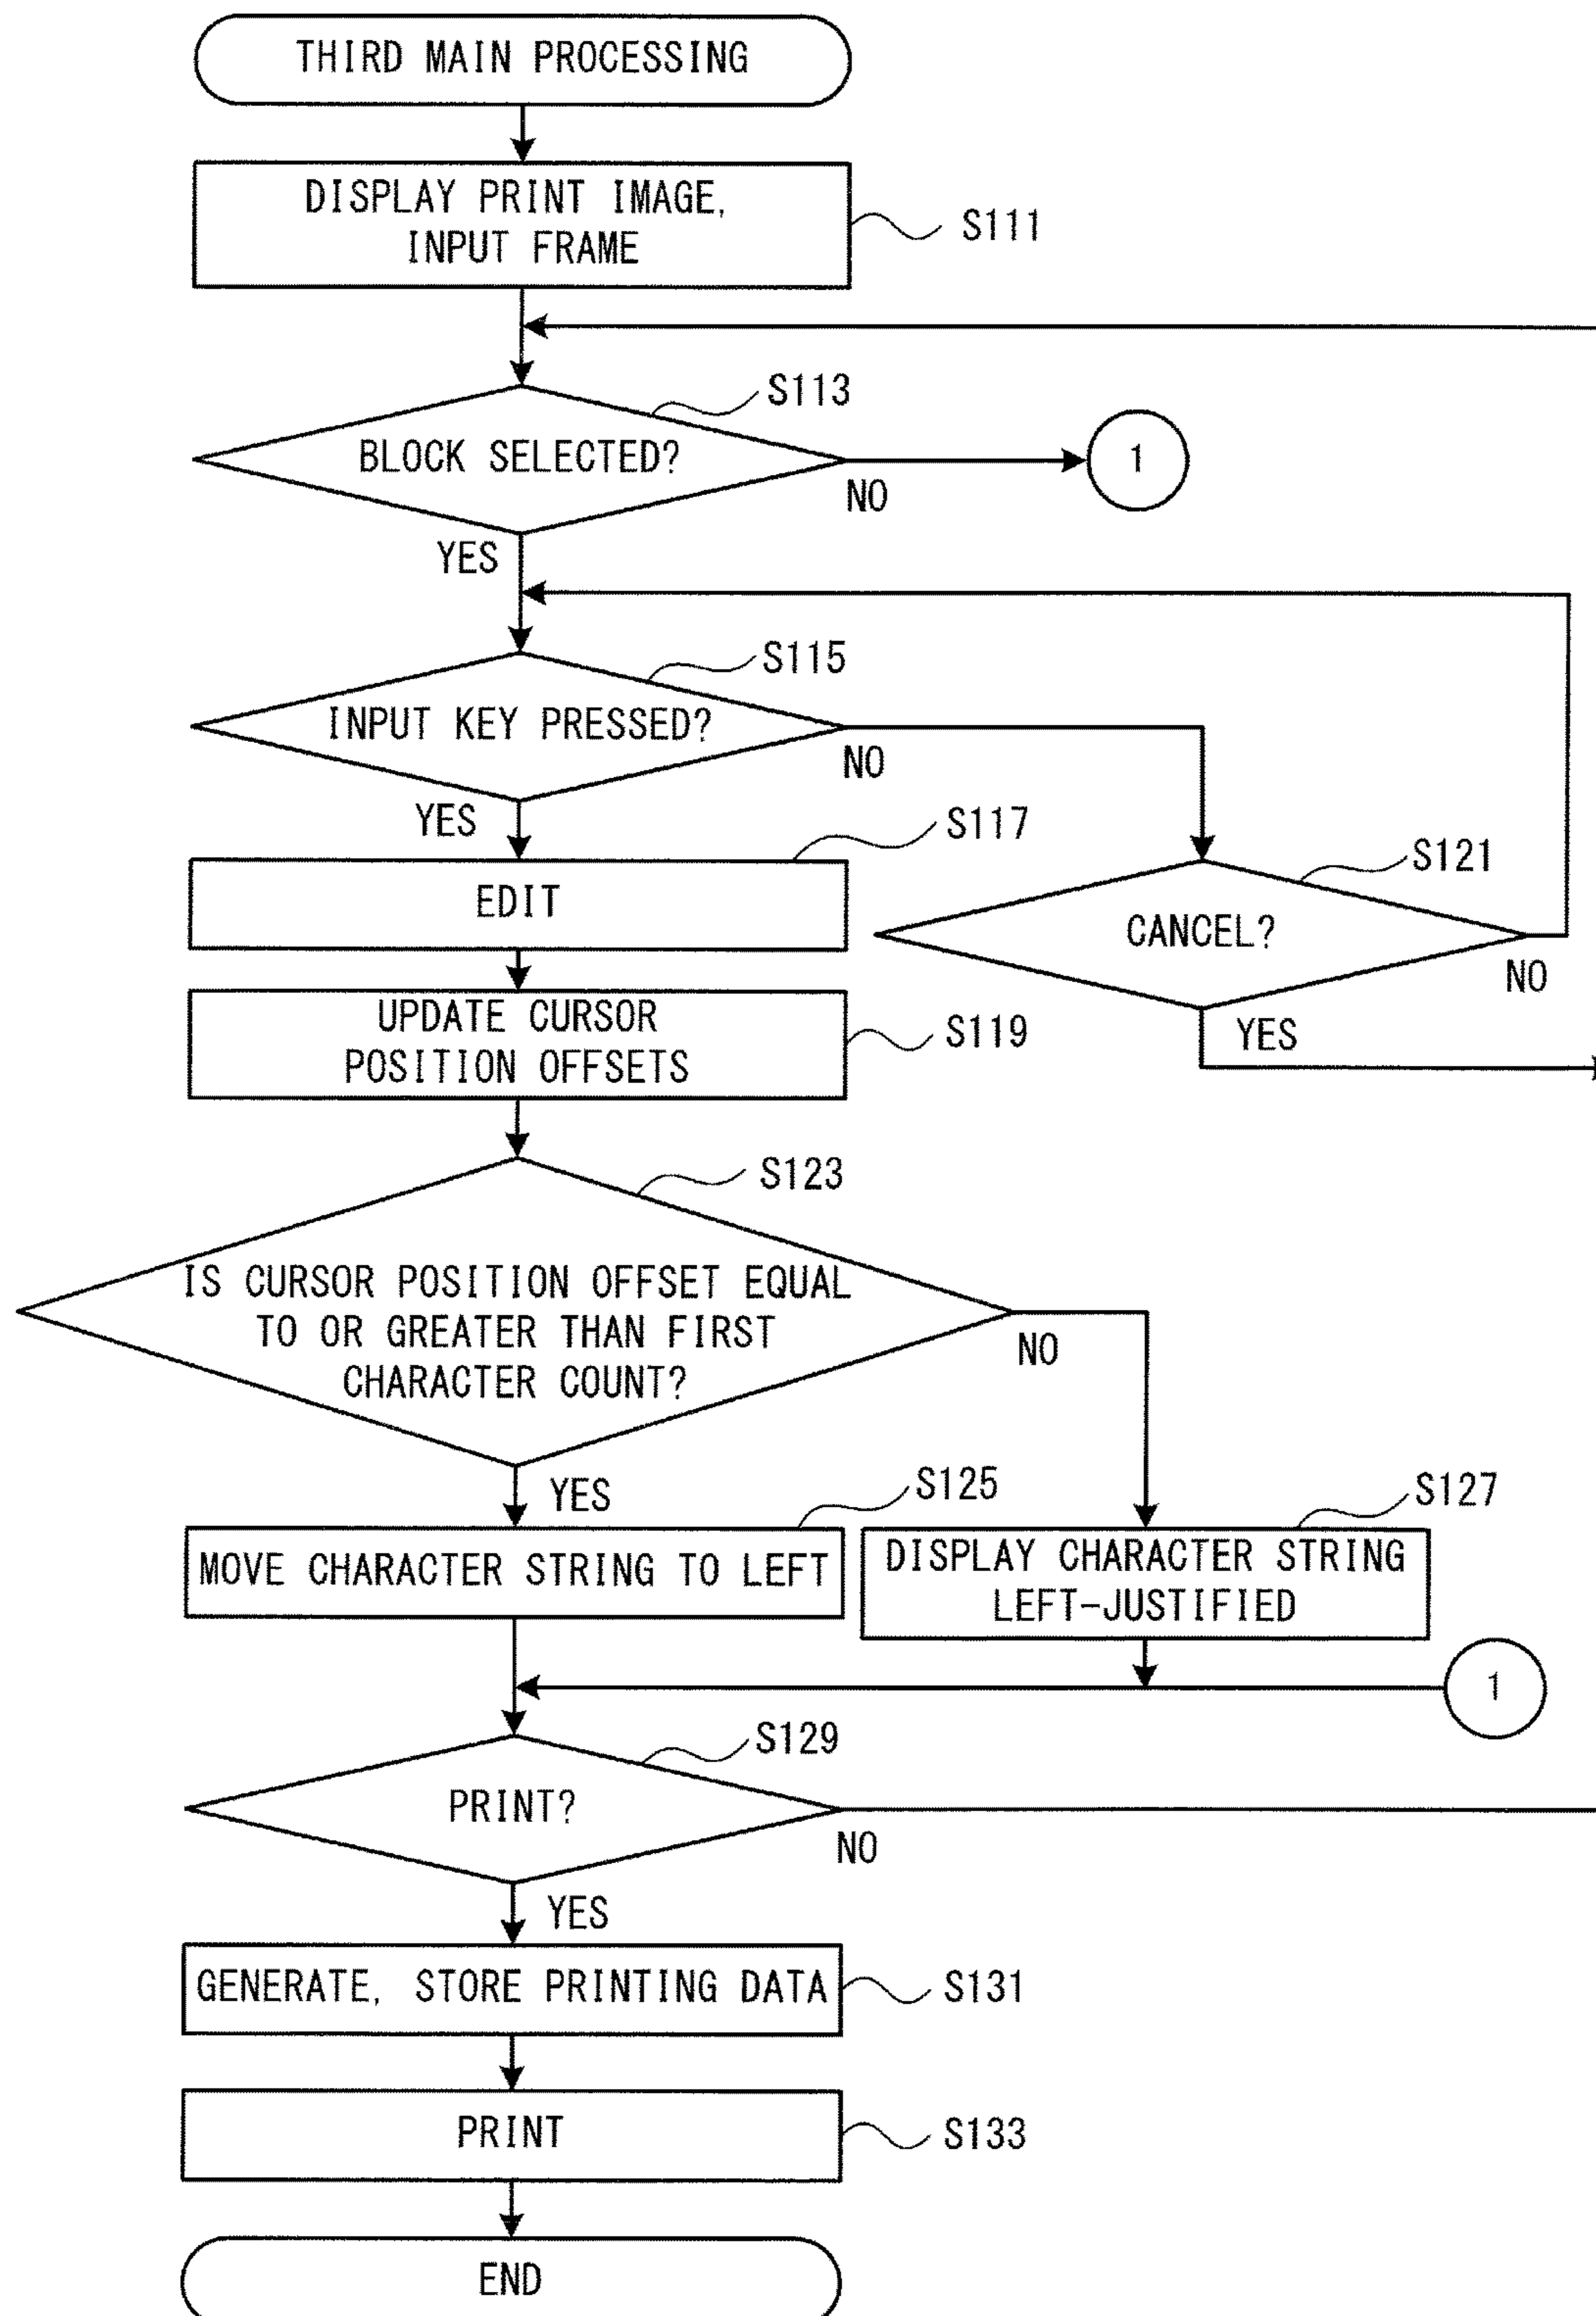 THIRD MAIN PROCESSING
DISPLAY PRINT IMAGE,
INPUT FRAME
S111
S113
BLOCK SELECTED?
1
NO
YES
S115
INPUT KEY PRESSED?
NO
YES
S117
EDIT
S121
CANCEL?
NO
YES
UPDATE CURSOR
POSITION OFFSETS
S119
S123
IS CURSOR POSITION OFFSET EQUAL
TO OR GREATER THAN FIRST
CHARACTER COUNT?
NO
YES
S125
MOVE CHARACTER STRING TO LEFT
S127
DISPLAY CHARACTER STRING
LEFT-JUSTIFIED
1
S129
PRINT?
NO
YES
GENERATE, STORE PRINTING DATA
S131
PRINT
S133
END